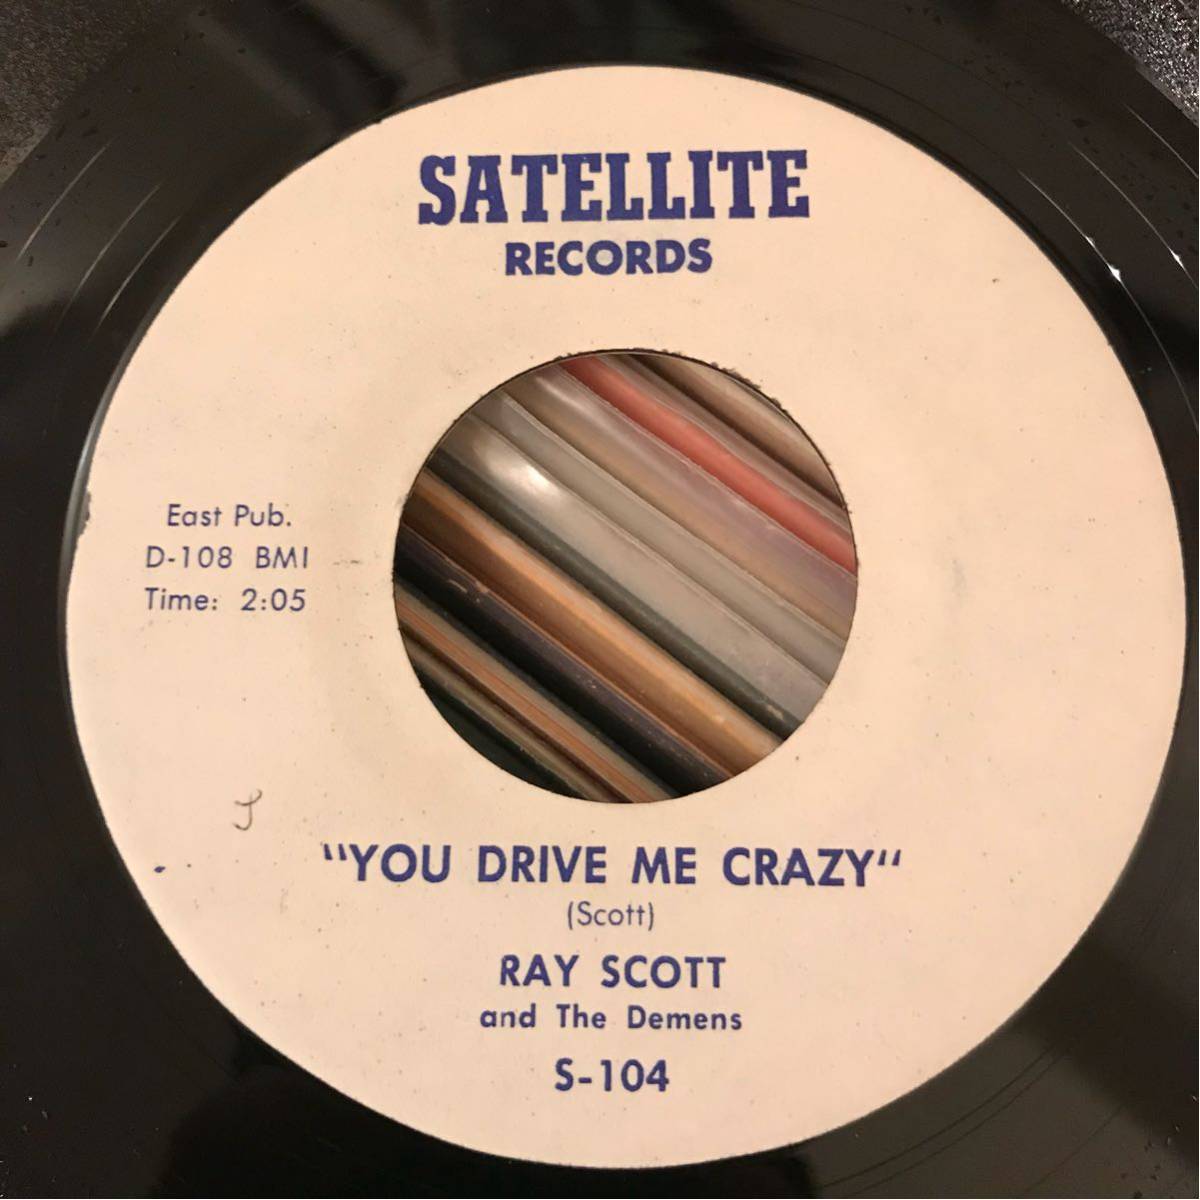 SATELLITE
RECORDS
East Pub.
D-108 BMI
Time: 2:05
J
"YOU DRIVE ME CRAZY"
(Scott)
RAY SCOTT
and The Demens
S-104